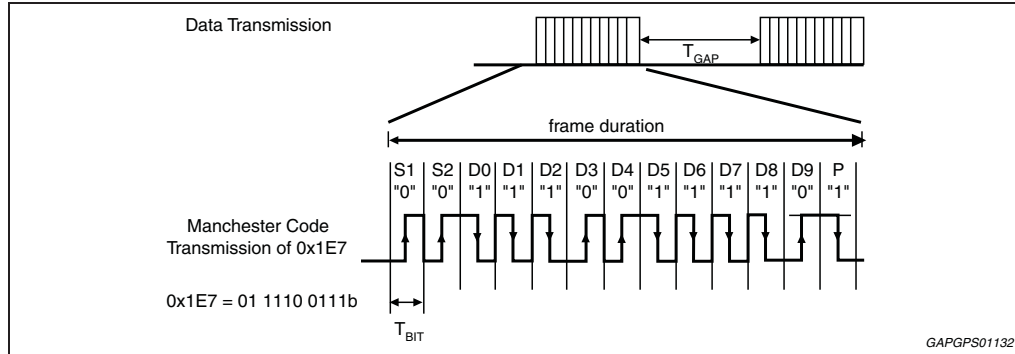 Data Transmission
T_GAP
frame duration
S1 S2 D0 D1 D2 D3 D4 D5 D6 D7 D8 D9 P
"0" "0" "1" "1" "1" "0" "0" "1" "1" "1" "1" "0" "1"
Manchester Code
Transmission of 0x1E7
0x1E7 = 01 1110 0111b
T_BIT
GAPGPS01132